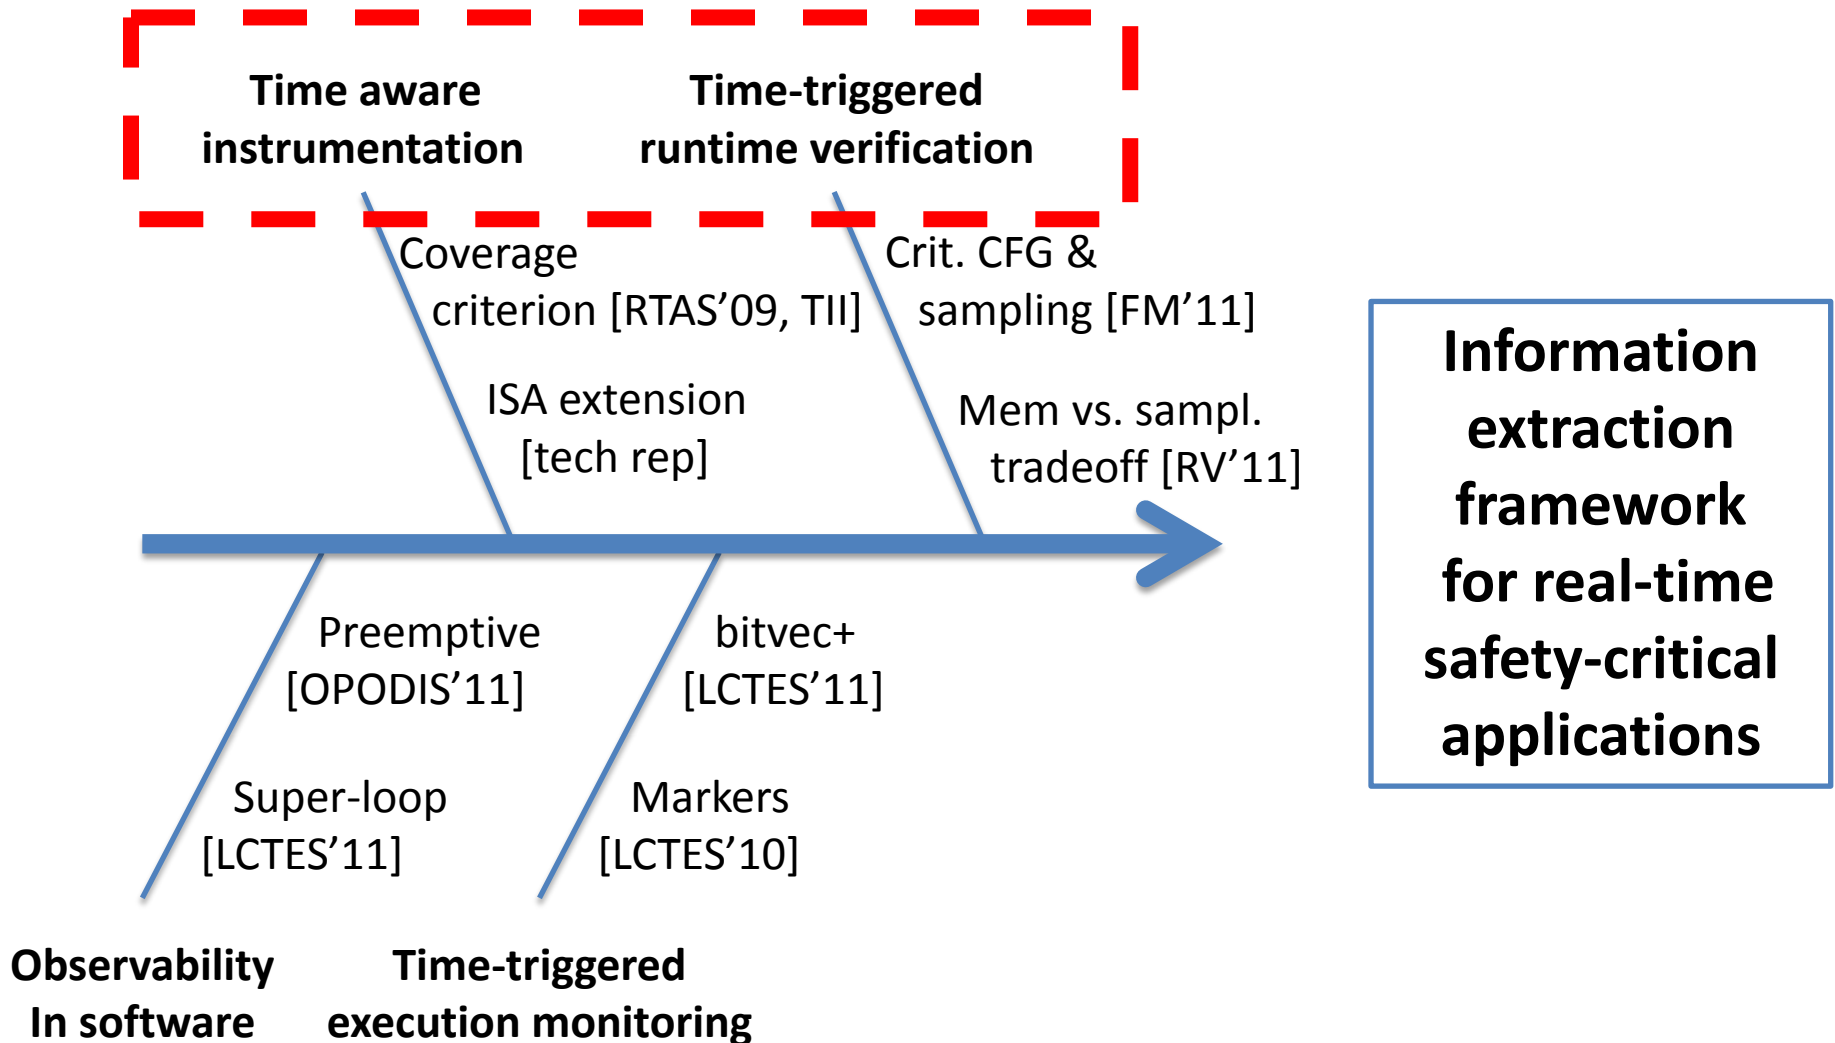 Time aware
instrumentation
Time-triggered
runtime verification
Coverage
criterion [RTAS’09, TII]
ISA extension
[tech rep]
Crit. CFG &
sampling [FM’11]
Mem vs. sampl.
tradeoff [RV’11]
Information
extraction
framework
for real-time
safety-critical
applications
Preemptive
[OPODIS’11]
Super-loop
[LCTES’11]
Observability
In software
bitvec+
[LCTES’11]
Markers
[LCTES’10]
Time-triggered
execution monitoring